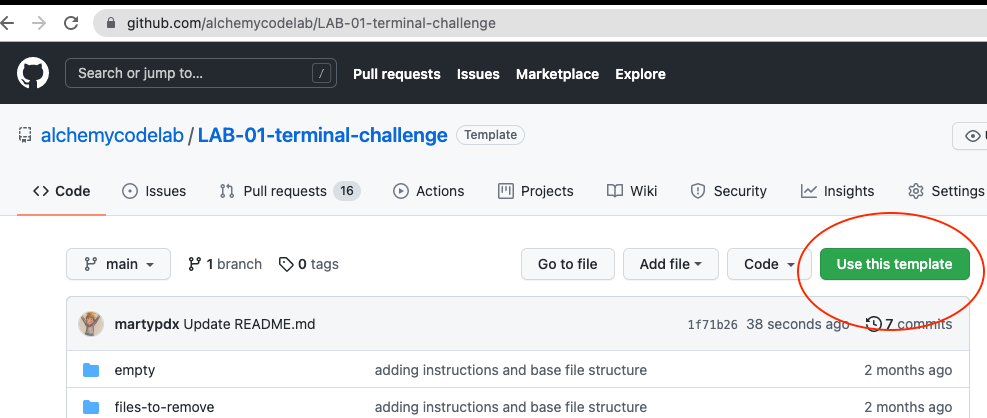 github.com/alchemycodelab/LAB-01-terminal-challenge
Search or jump to... / Pull requests Issues Marketplace Explore
alchemycodelab / LAB-01-terminal-challenge Template
Code Issues Pull requests 16 Actions Projects Wiki Security Insights Settings
main 1 branch 0 tags Go to file Add file Code Use this template
martypdx Update README.md 1f71b26 38 seconds ago 7 commits
empty adding instructions and base file structure 2 months ago
files-to-remove adding instructions and base file structure 2 months ago